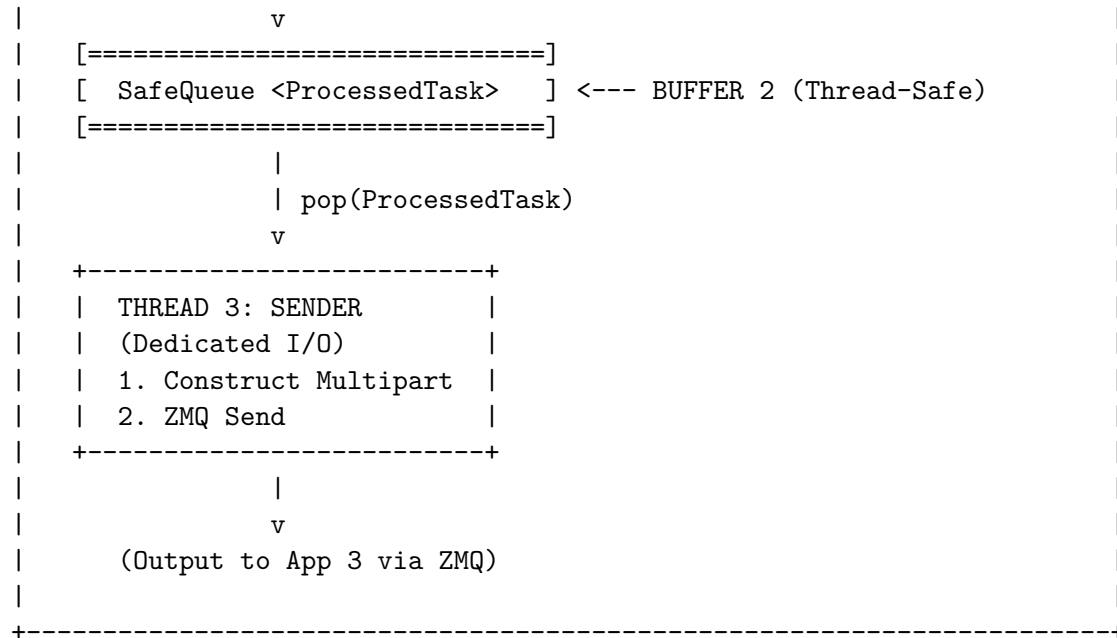 |                v                                                      |
|   [==============================]
|   [  SafeQueue <ProcessedTask>   ] <--- BUFFER 2 (Thread-Safe)        |
|   [==============================]
|                |                                                      |
|                | pop(ProcessedTask)                                   |
|                v                                                      |
|   +--------------------------+
|   |  THREAD 3: SENDER        |                                        |
|   |  (Dedicated I/O)         |                                        |
|   |  1. Construct Multipart  |                                        |
|   |  2. ZMQ Send             |                                        |
|   +--------------------------+                                        |
|                |                                                      |
|                v                                                      |
|      (Output to App 3 via ZMQ)                                        |
|                                                                       |
+-----------------------------------------------------------------------